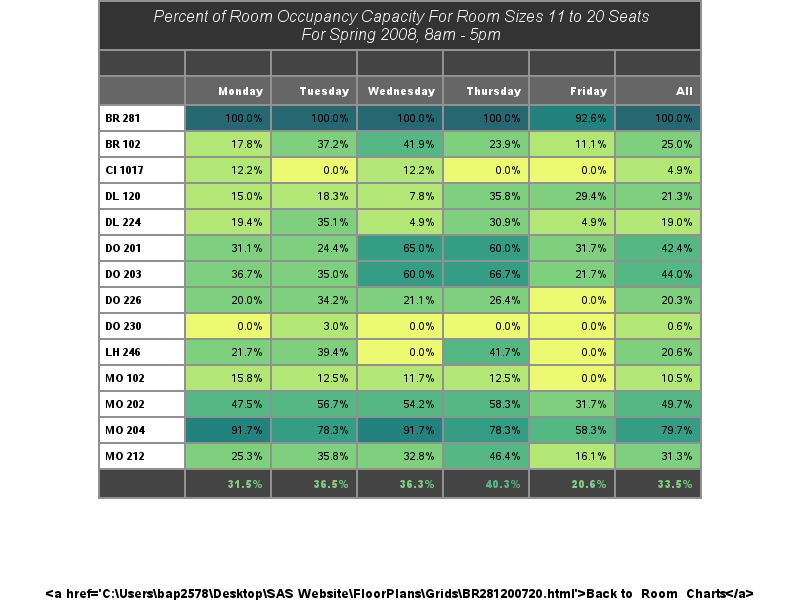 Percent of Room Occupancy Capacity For Room Sizes 11 to 20 Seats
For Spring 2008, 8am - 5pm
Monday Tuesday Wednesday Thursday Friday All
BR 281 100.0% 100.0% 100.0% 100.0% 92.6% 100.0%
BR 102 17.8% 37.2% 41.9% 23.9% 11.1% 25.0%
CI 1017 12.2% 0.0% 12.2% 0.0% 0.0% 4.9%
DL 120 15.0% 18.3% 7.8% 35.8% 29.4% 21.3%
DL 224 19.4% 35.1% 4.9% 30.9% 4.9% 19.0%
DO 201 31.1% 24.4% 65.0% 60.0% 31.7% 42.4%
DO 203 36.7% 35.0% 60.0% 66.7% 21.7% 44.0%
DO 226 20.0% 34.2% 21.1% 26.4% 0.0% 20.3%
DO 230 0.0% 3.0% 0.0% 0.0% 0.0% 0.6%
LH 246 21.7% 39.4% 0.0% 41.7% 0.0% 20.6%
MO 102 15.8% 12.5% 11.7% 12.5% 0.0% 10.5%
MO 202 47.5% 56.7% 54.2% 58.3% 31.7% 49.7%
MO 204 91.7% 78.3% 91.7% 78.3% 58.3% 79.7%
MO 212 25.3% 35.8% 32.8% 46.4% 16.1% 31.3%
31.5% 36.5% 36.3% 40.3% 20.6% 33.5%
<a href='C:\Users\bap2578\Desktop\SAS Website\FloorPlans\Grids\BR281200720.html'>Back to Room Charts</a>